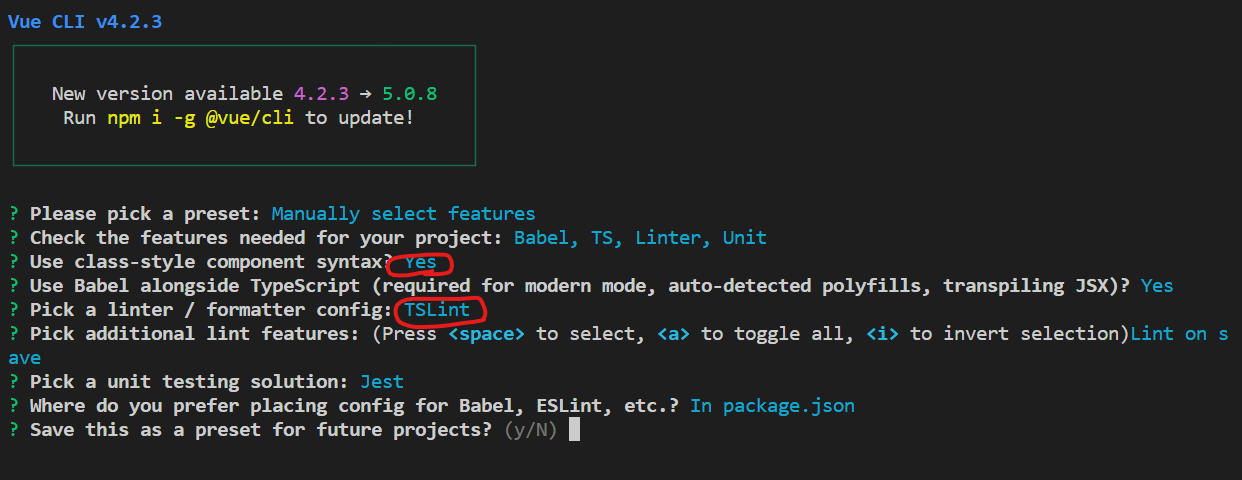 Vue CLI v4.2.3
New version available 4.2.3 → 5.0.8
Run npm i -g @vue/cli to update!
? Please pick a preset: Manually select features
? Check the features needed for your project: Babel, TS, Linter, Unit
? Use class-style component syntax? Yes
? Use Babel alongside TypeScript (required for modern mode, auto-detected polyfills, transpiling JSX)? Yes
? Pick a linter / formatter config: TSLint
? Pick additional lint features: (Press <space> to select, <a> to toggle all, <i> to invert selection)Lint on s
ave
? Pick a unit testing solution: Jest
? Where do you prefer placing config for Babel, ESLint, etc.? In package.json
? Save this as a preset for future projects? (y/N)